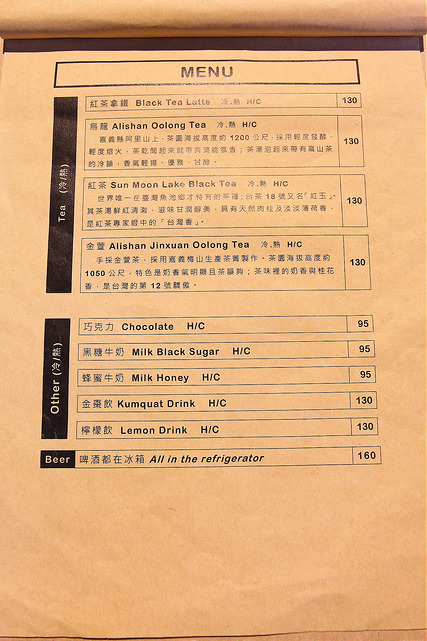 MENU
Tea (冷/熱)
紅茶拿鐵 Black Tea Latte 冷.熱 H/C 130
烏龍 Alishan Oolong Tea 冷.熱 H/C 130
嘉義縣阿里山上，茶園海拔高度約 1200 公尺，採用輕度發酵，
輕度焙火，茶乾聞起來就帶有清脆飄香；茶湯泡起來帶有高山茶
的冷韻，香氣輕揚、優雅、甘醇。
紅茶 Sun Moon Lake Black Tea 冷.熱 H/C 130
世界唯一在臺灣魚池鄉才特有的茶種；台茶 18 號又名「紅玉」。
其茶湯鮮紅清澈，滋味甘潤醇美，具有天然肉桂及淡淡薄荷香，
是紅茶專家眼中的「台灣香」。
金萱 Alishan Jinxuan Oolong Tea 冷.熱 H/C 130
手採金萱茶，採用嘉義梅山生產茶菁製作。茶園海拔高度約
1050 公尺，特色是奶香氣明顯且茶韻夠；茶味裡的奶香與桂花
香，是台灣的第 12 號驕傲。
Other (冷/熱)
巧克力 Chocolate H/C 95
黑糖牛奶 Milk Black Sugar H/C 95
蜂蜜牛奶 Milk Honey H/C 95
金棗飲 Kumquat Drink H/C 130
檸檬飲 Lemon Drink H/C 130
Beer 啤酒都在冰箱 All in the refrigerator 160